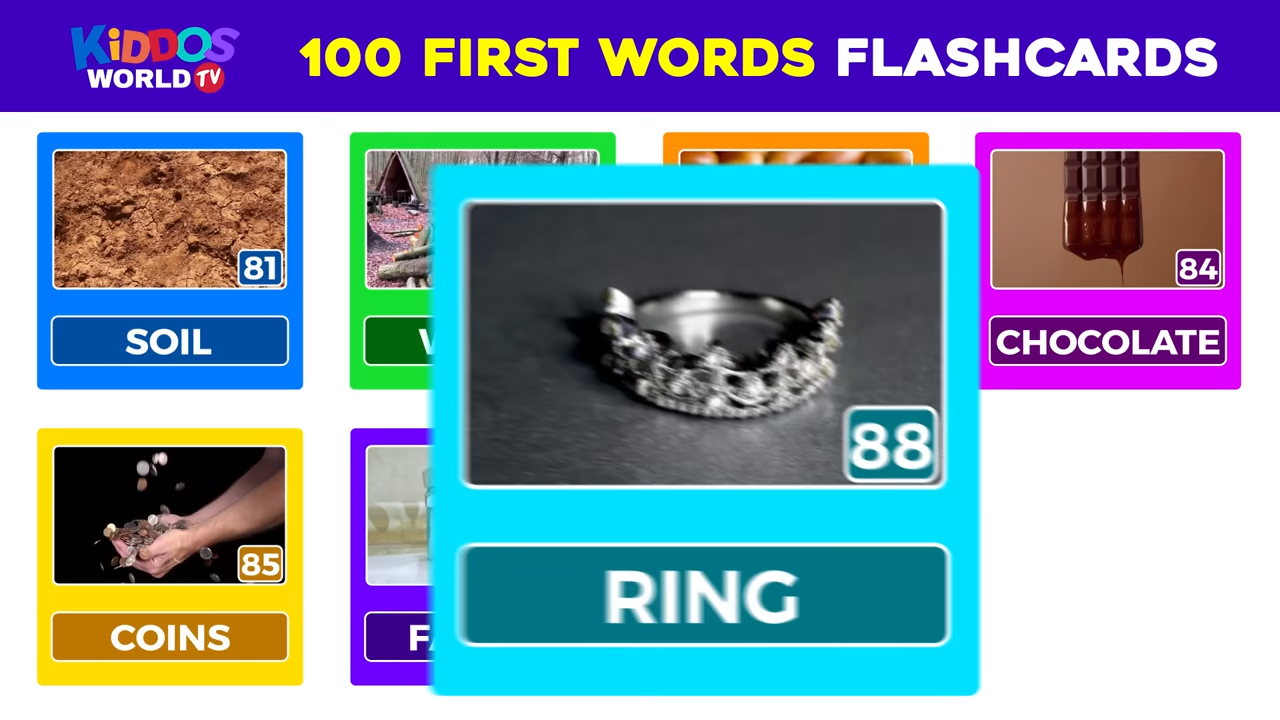 KiDDOS
WORLD TV
100 FIRST WORDS FLASHCARDS
81
SOIL
84
CHOCOLATE
88
RING
85
COINS